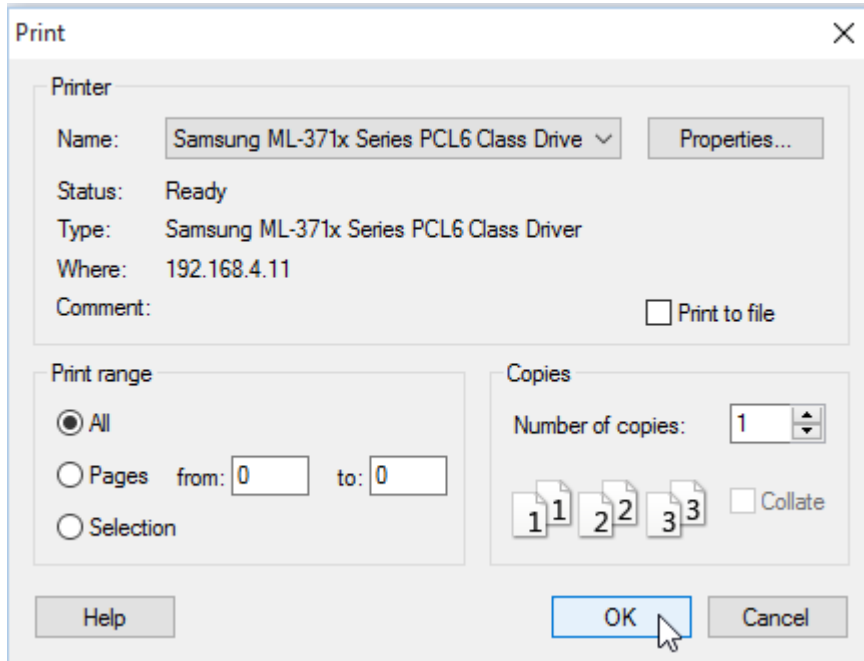 Print
Printer
Name: Samsung ML-371x Series PCL6 Class Drive Properties...
Status: Ready
Type: Samsung ML-371x Series PCL6 Class Driver
Where: 192.168.4.11
Comment:
Print to file
Print range
All
Pages from: 0 to: 0
Selection
Copies
Number of copies: 1
1 1 2 2 3 3
Collate
Help OK Cancel